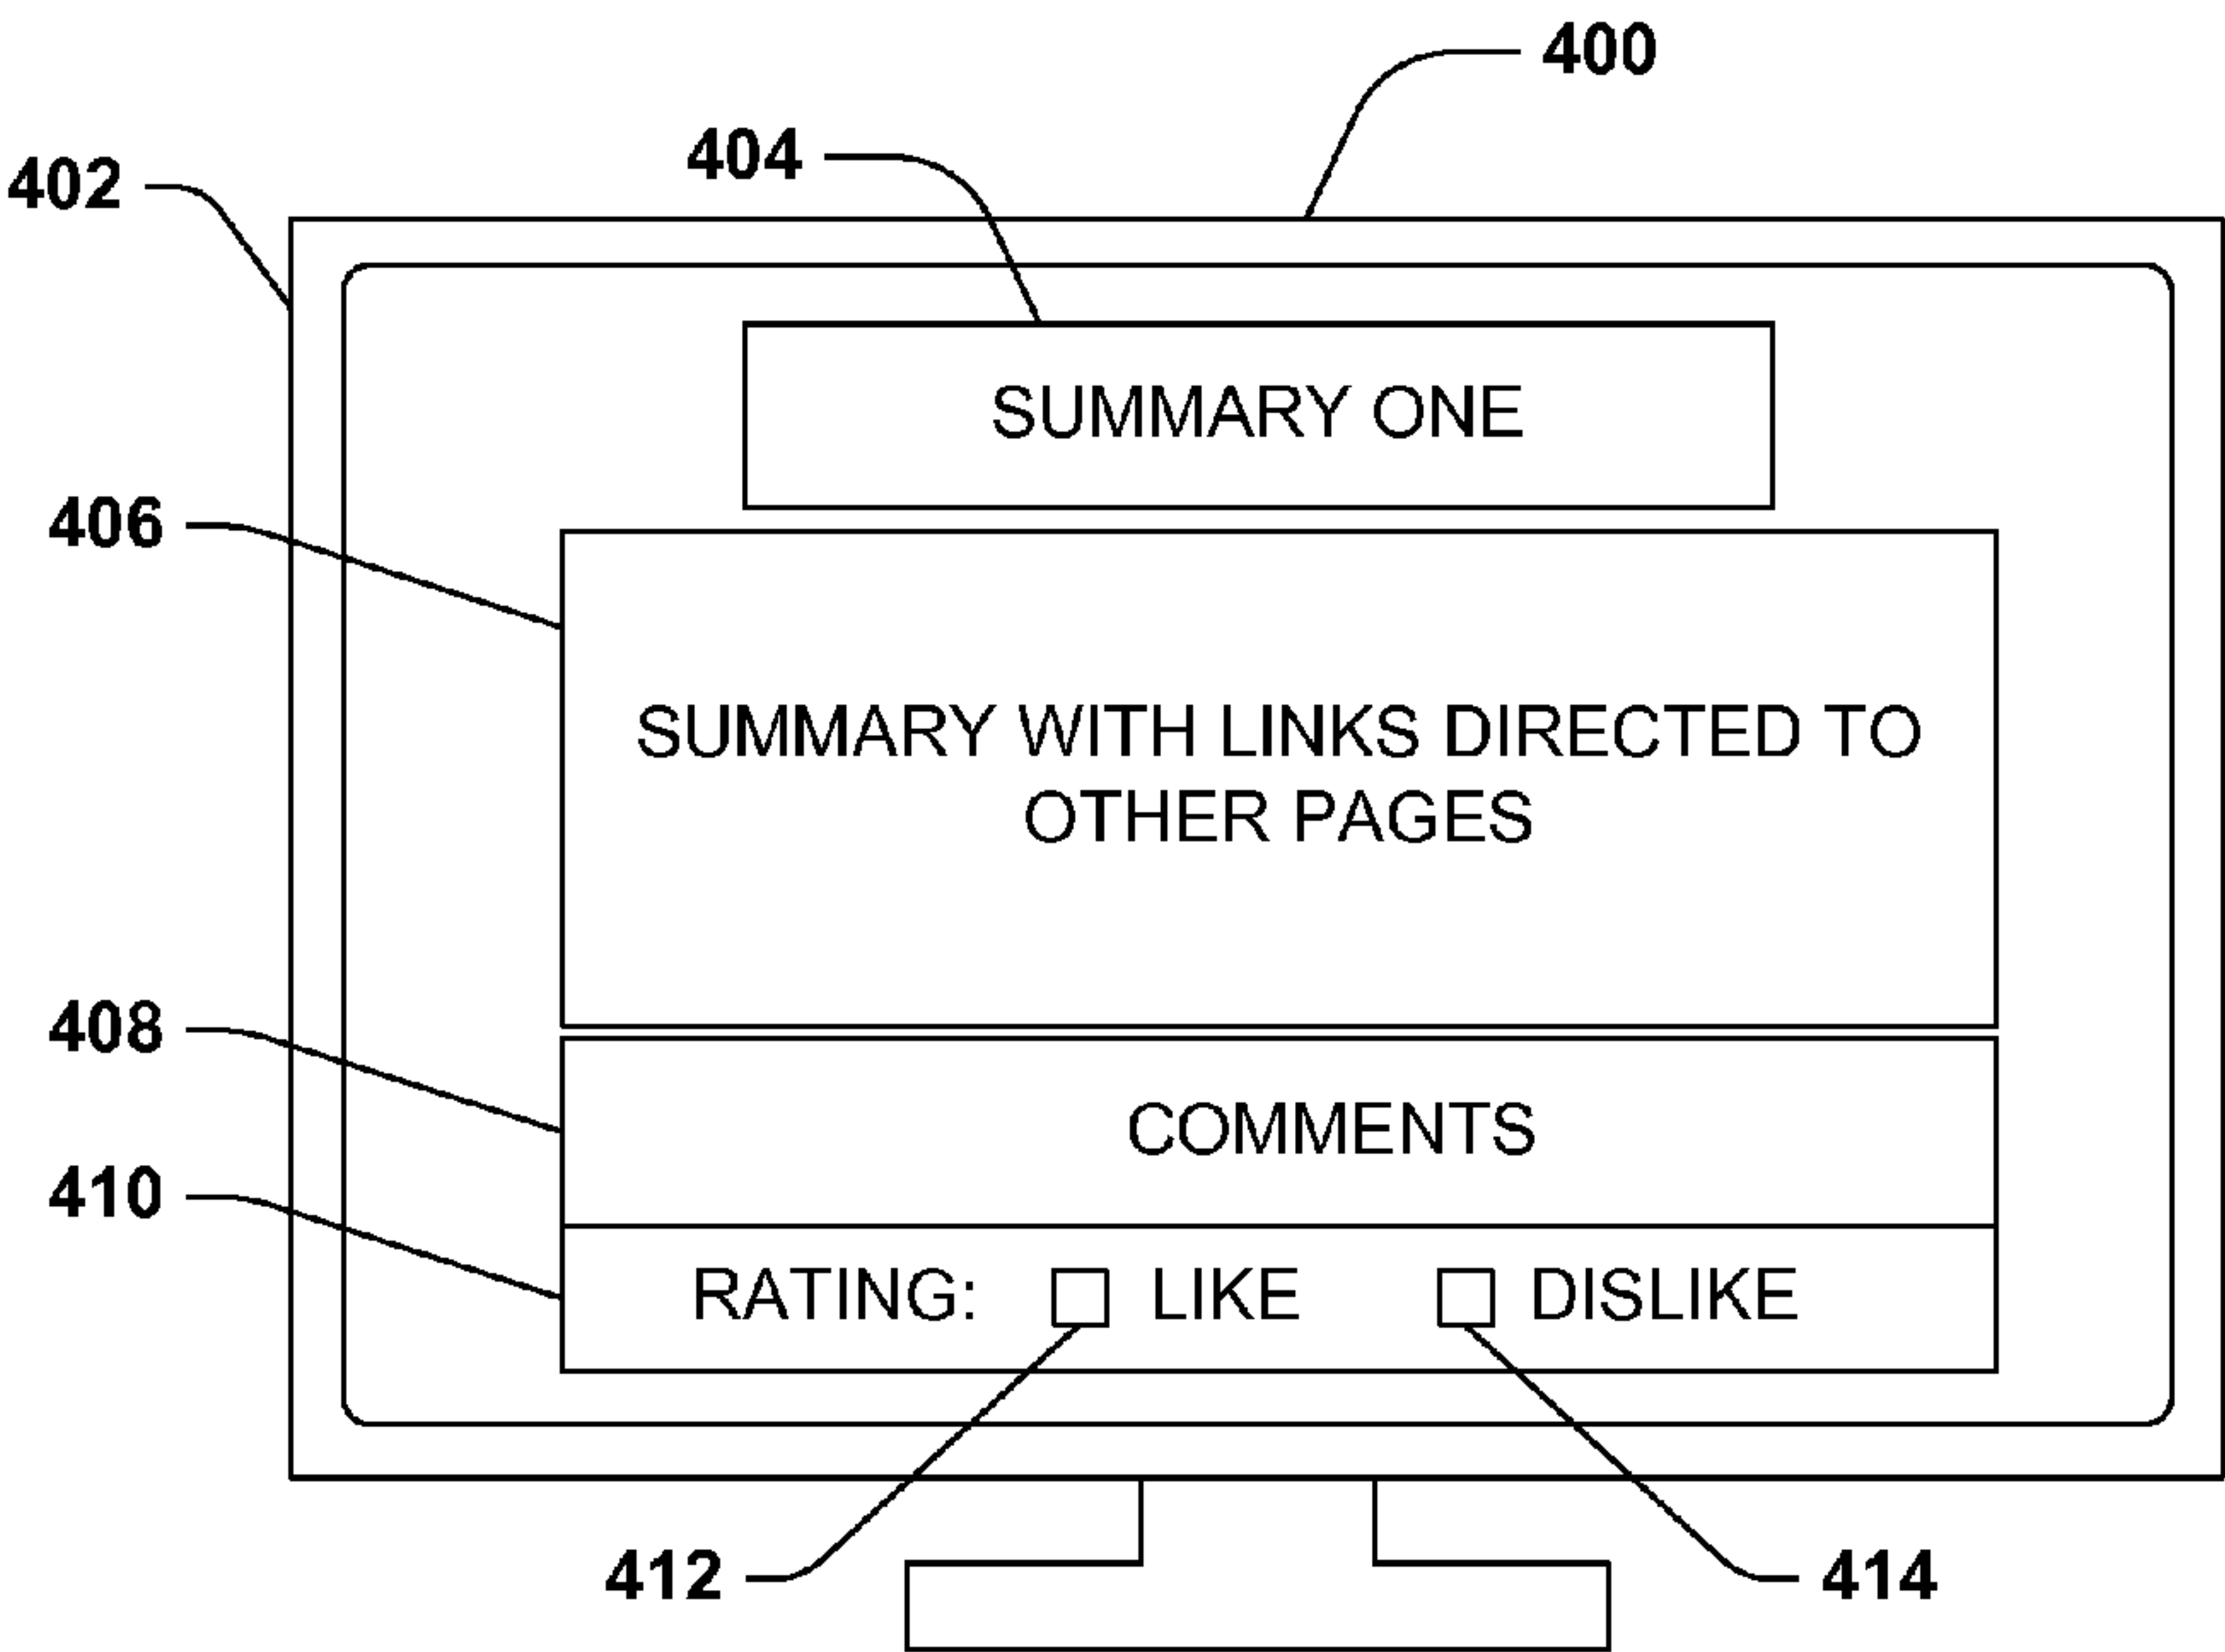 400
404
402
SUMMARY ONE
406
SUMMARY WITH LINKS DIRECTED TO
OTHER PAGES
408
COMMENTS
410
RATING: LIKE DISLIKE
412
414